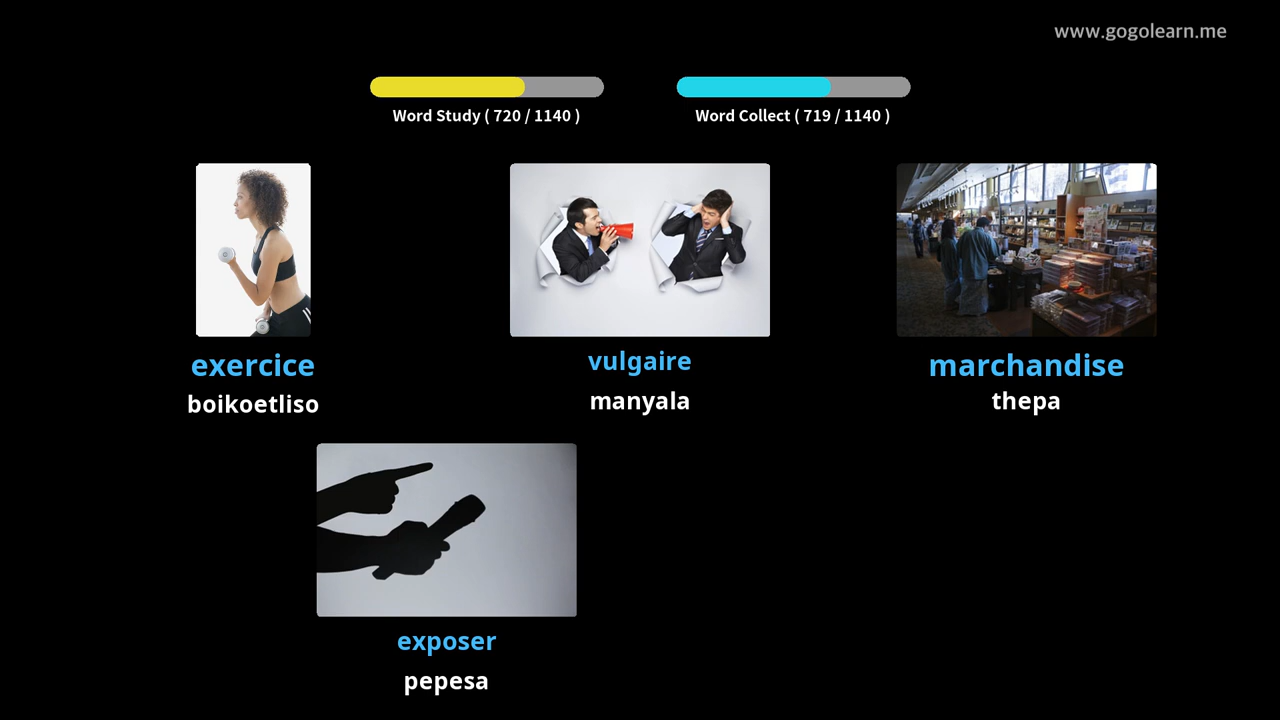 www.gogolearn.me
Word Study ( 720 / 1140 )
Word Collect ( 719 / 1140 )
exercice
boikoetliso
vulgaire
manyala
marchandise
thepa
exposer
pepesa